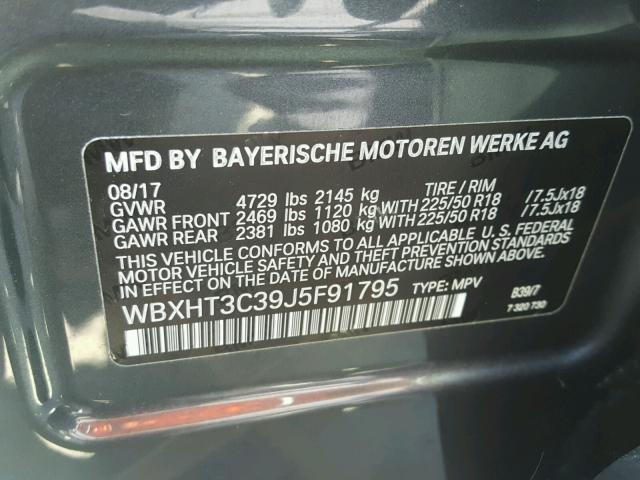 MFD BY BAYERISCHE MOTOREN WERKE AG
08/17 TIRE / RIM
GVWR 4729 lbs 2145 kg
GAWR FRONT 2469 lbs 1120 kg WITH 225/50 R18 /7.5Jx18
GAWR REAR 2381 lbs 1080 kg WITH 225/50 R18 /7.5Jx18
THIS VEHICLE CONFORMS TO ALL APPLICABLE U.S. FEDERAL
MOTOR VEHICLE SAFETY AND THEFT PREVENTION STANDARDS
IN EFFECT ON THE DATE OF MANUFACTURE SHOWN ABOVE.
WBXHT3C39J5F91795 TYPE: MPV B39/7
7 320 730